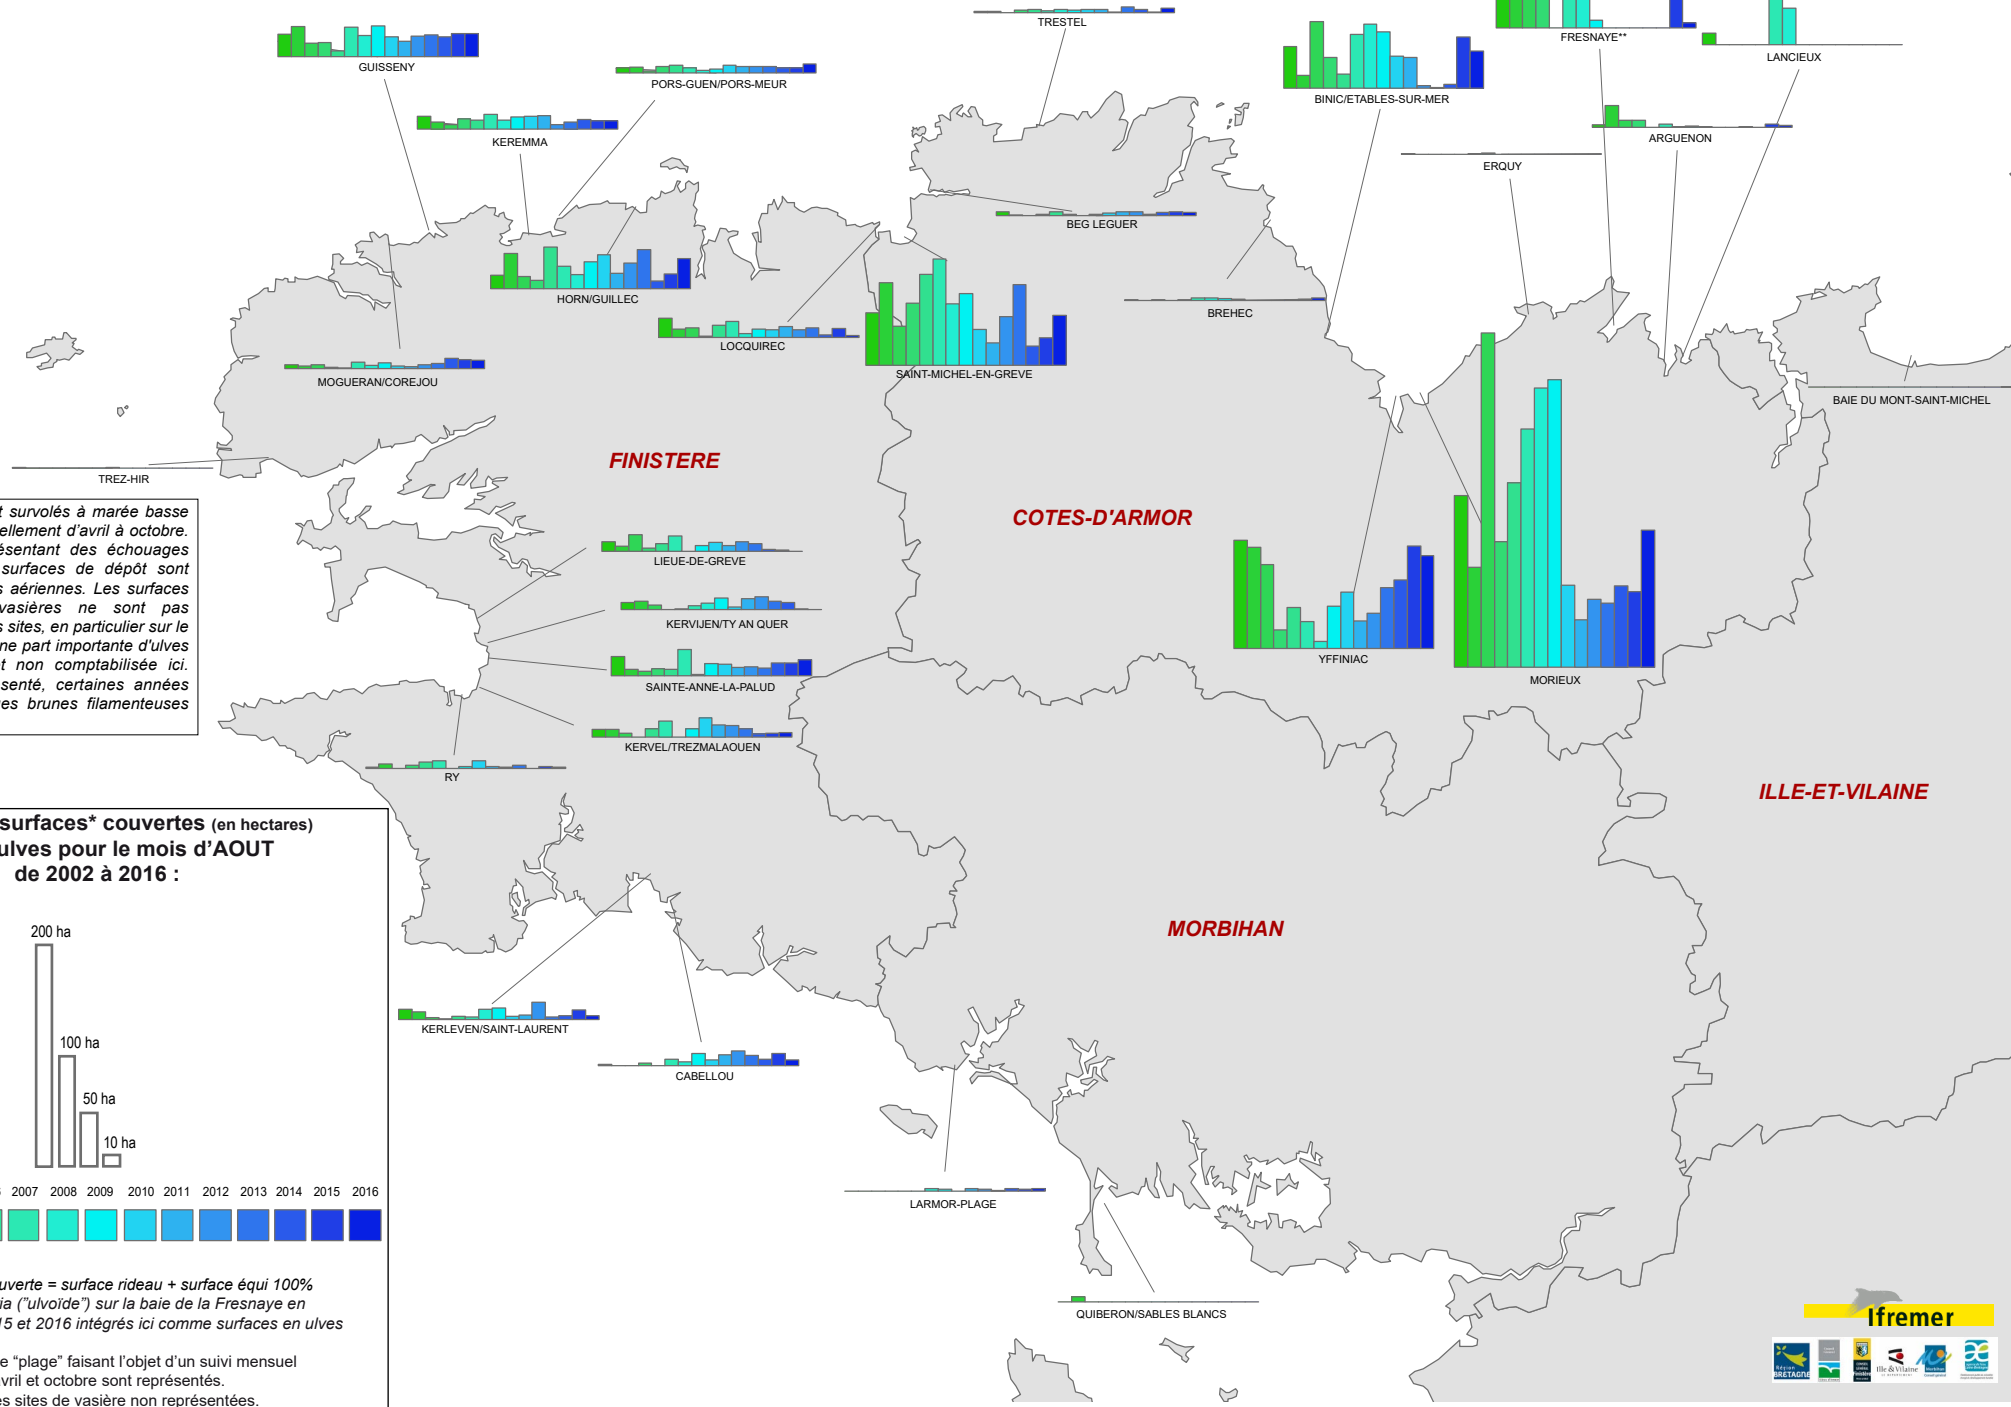 TRESTEL
FRESNAYE**
LANCIEUX
GUISSENY
PORS-GUEN/PORS-MEUR
BINIC/ETABLES-SUR-MER
KEREMMA
ARGUENON
ERQUY
BEG LEGUER
HORN/GUILLEC
BREHEC
LOCQUIREC
SAINT-MICHEL-EN-GREVE
MOGUERAN/COREJOU
BAIE DU MONT-SAINT-MICHEL
FINISTERE
TREZ-HIR
COTES-D'ARMOR
t survolés à marée basse
ellement d'avril à octobre.
ésentant des échouages
surfaces de dépôt sont
s aériennes. Les surfaces
vasières ne sont pas
s sites, en particulier sur le
ne part importante d'ulves
t non comptabilisée ici.
senté, certaines années
es brunes filamenteuses
LIEUE-DE-GREVE
KERVIJEN/TY AN QUER
YFFINIAC
MORIEUX
SAINTE-ANNE-LA-PALUD
KERVEL/TREZMALAOUEN
RY
ILLE-ET-VILAINE
surfaces* couvertes (en hectares)
ulves pour le mois d'AOUT
de 2002 à 2016 :
200 ha
100 ha
50 ha
10 ha
2007 2008 2009 2010 2011 2012 2013 2014 2015 2016
uverte = surface rideau + surface équi 100%
ia ("ulvoïde") sur la baie de la Fresnaye en
15 et 2016 intégrés ici comme surfaces en ulves
e "plage" faisant l'objet d'un suivi mensuel
avril et octobre sont représentés.
es sites de vasière non représentées.
MORBIHAN
KERLEVEN/SAINT-LAURENT
CABELLOU
LARMOR-PLAGE
QUIBERON/SABLES BLANCS
Ifremer
Région
BRETAGNE
Ille & Vilaine